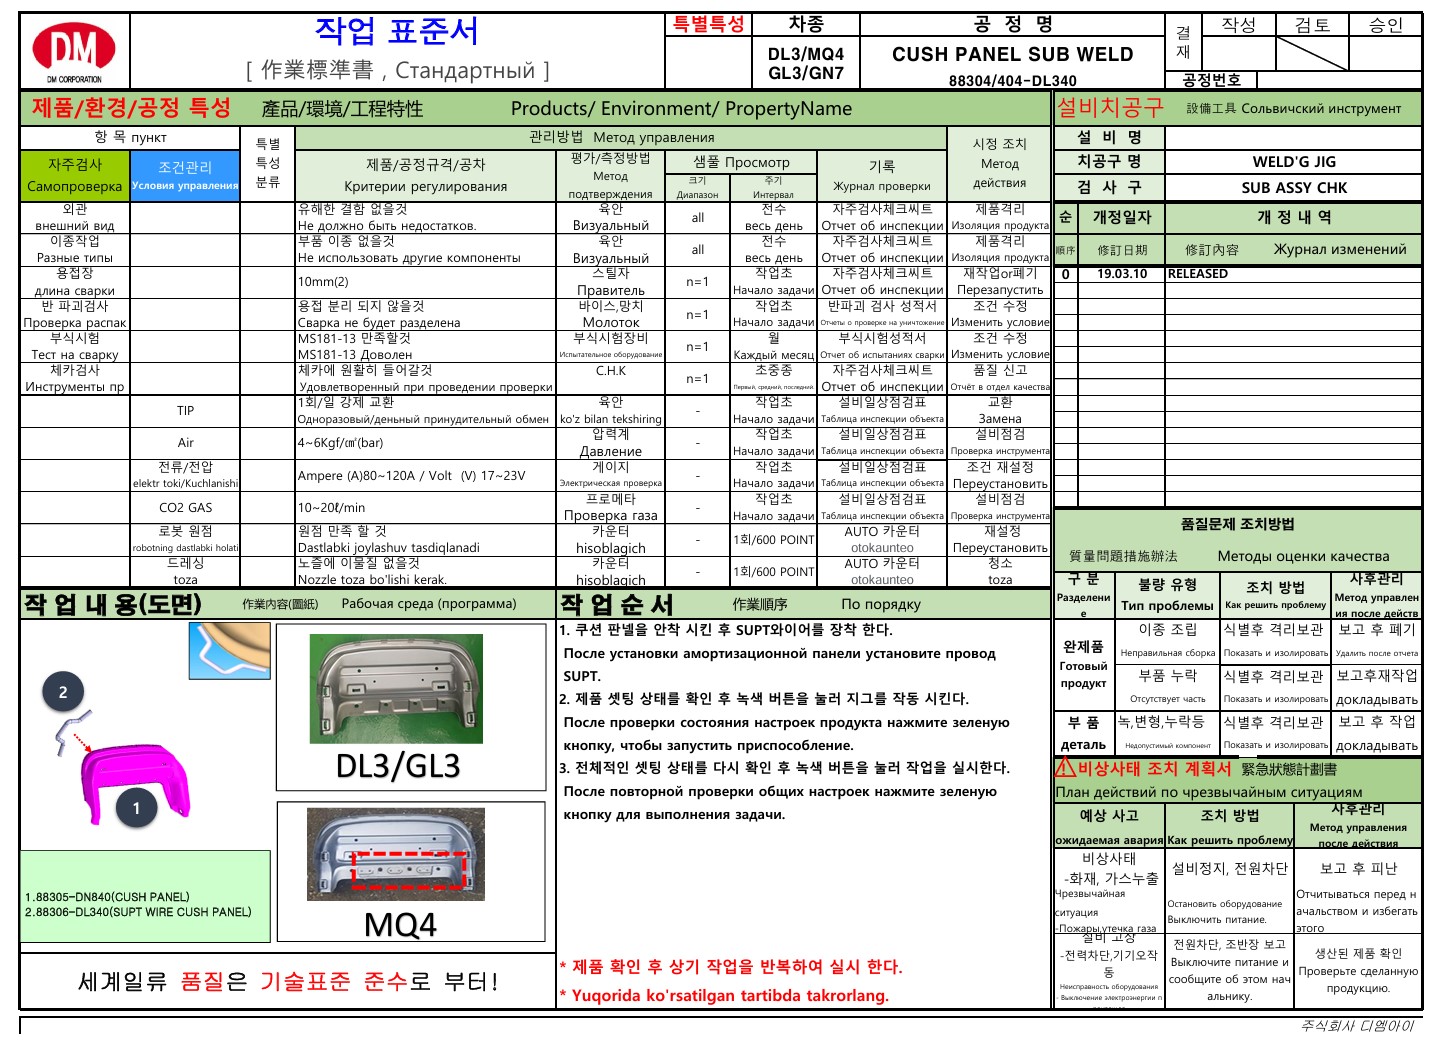 DM
DM CORPORATION
작업 표준서
[ 作業標準書 , Стандартный ]
특별특성
차종
DL3/MQ4
GL3/GN7
공 정 명
CUSH PANEL SUB WELD
88304/404-DL340
결재
작성
검토
승인
공정번호
제품/환경/공정 특성 產品/環境/工程特性 Products/ Environment/ PropertyName
항 목 пункт
특별
특성
분류
관리방법 Метод управления
시정 조치
Метод
действия
자주검사
Самопроверка
조건관리
Условия управления
제품/공정규격/공차
Критерии регулирования
평가/측정방법
Метод
подтверждения
샘플 Просмотр
크기
Диапазон
주기
Интервал
기록
Журнал проверки
외관
внешний вид
유해한 결함 없을것
Не должно быть недостатков.
육안
Визуальный
all
전수
весь день
자주검사체크씨트
Отчет об инспекции
제품격리
Изоляция продукта
이종작업
Разные типы
부품 이종 없을것
Не использовать другие компоненты
육안
Визуальный
all
전수
весь день
자주검사체크씨트
Отчет об инспекции
제품격리
Изоляция продукта
용접장
длина сварки
10mm(2)
스틸자
Правитель
n=1
작업초
Начало задачи
자주검사체크씨트
Отчет об инспекции
재작업or폐기
Перезапустить
반 파괴검사
Проверка распак
용접 분리 되지 않을것
Сварка не будет разделена
바이스,망치
Молоток
n=1
작업초
Начало задачи
반파괴 검사 성적서
Отчеты о проверке на уничтожение
조건 수정
Изменить условие
부식시험
Тест на сварку
MS181-13 만족할것
MS181-13 Доволен
부식시험장비
Испытательное оборудование
n=1
월
Каждый месяц
부식시험성적서
Отчет об испытаниях сварки
조건 수정
Изменить условие
체카검사
Инструменты пр
체카에 원활히 들어갈것
Удовлетворенный при проведении проверки
C.H.K
n=1
초중종
Первый, средний, последний.
자주검사체크씨트
Отчет об инспекции
품질 신고
Отчёт в отдел качества
TIP
1회/일 강제 교환
Одноразовый/деньный принудительный обмен
육안
ko'z bilan tekshiring
-
작업초
Начало задачи
설비일상점검표
Таблица инспекции объекта
교환
Замена
Air
4~6Kgf/㎠(bar)
압력계
Давление
-
작업초
Начало задачи
설비일상점검표
Таблица инспекции объекта
설비점검
Проверка инструмента
전류/전압
elektr toki/Kuchlanishi
Ampere (A)80~120A / Volt (V) 17~23V
게이지
Электрическая проверка
-
작업초
Начало задачи
설비일상점검표
Таблица инспекции объекта
조건 재설정
Переустановить
CO2 GAS
10~20ℓ/min
프로메타
Проверка газа
-
작업초
Начало задачи
설비일상점검표
Таблица инспекции объекта
설비점검
Проверка инструмента
로봇 원점
robotning dastlabki holati
원점 만족 할 것
Dastlabki joylashuv tasdiqlanadi
카운터
hisoblagich
-
1회/600 POINT
AUTO 카운터
otokaunteo
재설정
Переустановить
드레싱
toza
노즐에 이물질 없을것
Nozzle toza bo'lishi kerak.
카운터
hisoblagich
-
1회/600 POINT
AUTO 카운터
otokaunteo
청소
toza
설비치공구 設備工具 Сольвичский инструмент
설 비 명
치공구 명
WELD'G JIG
검 사 구
SUB ASSY CHK
순
개정일자
개 정 내 역
順序
修訂日期
修訂內容 Журнал изменений
0
19.03.10
RELEASED
품질문제 조치방법
質量問題措施辦法 Методы оценки качества
구 분
Разделени
е
불량 유형
Тип проблемы
조치 방법
Как решить проблему
사후관리
Метод управлен
ия после действ
완제품
Готовый
продукт
이종 조립
Неправильная сборка
식별후 격리보관
Показать и изолировать
보고 후 폐기
Удалить после отчета
부품 누락
Отсутствует часть
식별후 격리보관
Показать и изолировать
보고후재작업
докладывать
부 품
деталь
녹,변형,누락등
Недопустимый компонент
식별후 격리보관
Показать и изолировать
보고 후 작업
докладывать
비상사태 조치 계획서 緊急狀態計劃書
План действий по чрезвычайным ситуациям
예상 사고
ожидаемая авария
조치 방법
Как решить проблему
사후관리
Метод управления
после действия
비상사태
-화재, 가스누출
Чрезвычайная
ситуация
-Пожары,утечка газа
설비정지, 전원차단
Остановить оборудование
Выключить питание.
보고 후 피난
Отчитываться перед н
ачальством и избегать
этого
설비 고장
-전력차단,기기오작
동
Неисправность оборудования
- Выключение электроэнергии п
전원차단, 조반장 보고
Выключите питание и
сообщите об этом нач
альнику.
생산된 제품 확인
Проверьте сделанную
продукцию.
작 업 내 용(도면) 作業內容(圖紙) Рабочая среда (программа)
2
1
DL3/GL3
MQ4
1.88305-DN840(CUSH PANEL)
2.88306-DL340(SUPT WIRE CUSH PANEL)
세계일류 품질은 기술표준 준수로 부터!
작 업 순 서 作業順序 По порядку
1. 쿠션 판넬을 안착 시킨 후 SUPT와이어를 장착 한다.
После установки амортизационной панели установите провод
SUPT.
2. 제품 셋팅 상태를 확인 후 녹색 버튼을 눌러 지그를 작동 시킨다.
После проверки состояния настроек продукта нажмите зеленую
кнопку, чтобы запустить приспособление.
3. 전체적인 셋팅 상태를 다시 확인 후 녹색 버튼을 눌러 작업을 실시한다.
После повторной проверки общих настроек нажмите зеленую
кнопку для выполнения задачи.
* 제품 확인 후 상기 작업을 반복하여 실시 한다.
* Yuqorida ko'rsatilgan tartibda takrorlang.
주식회사 디엠아이